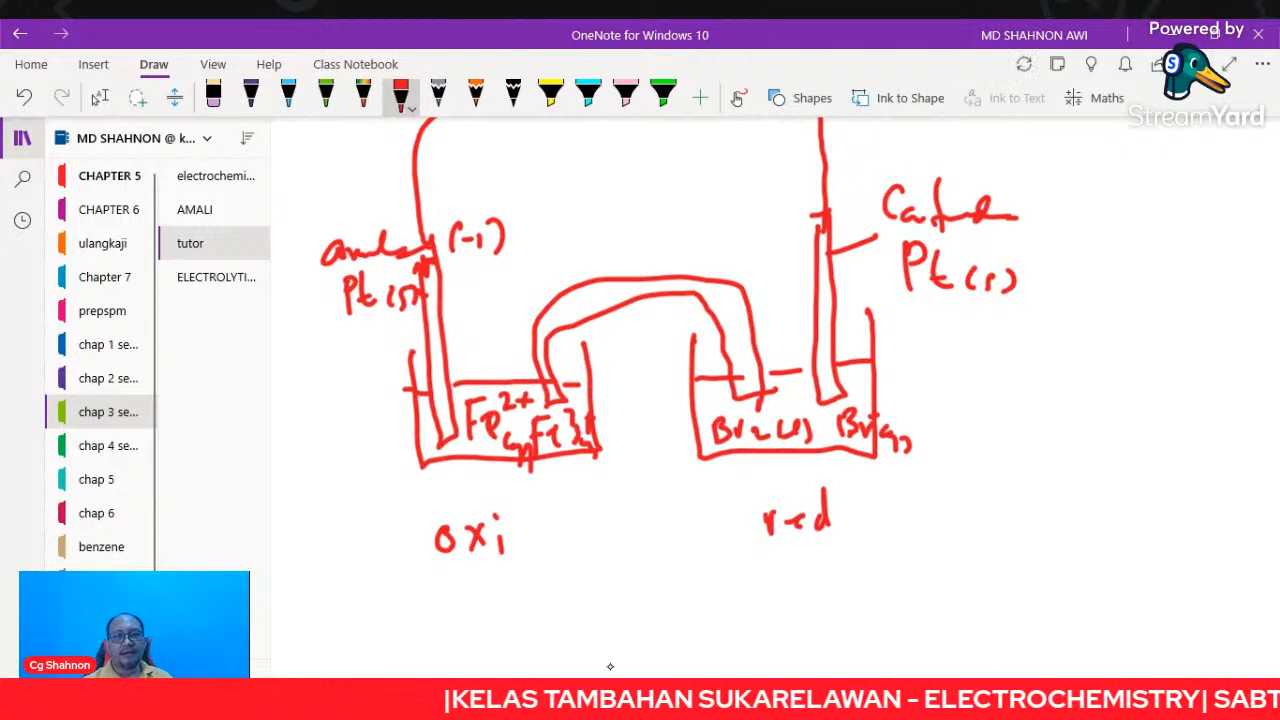 OneNote for Windows 10
MD SHAHNON AWI
Powered by
StreamYard
Home
Insert
Draw
View
Help
Class Notebook
Shapes
Ink to Shape
Ink to Text
Maths
MD SHAHNON @ k...
CHAPTER 5
CHAPTER 6
ulangkaji
Chapter 7
prepspm
chap 1 se...
chap 2 se...
chap 3 se...
chap 4 se...
chap 5
chap 6
benzene
electrochemi...
AMALI
tutor
ELECTROLYTI...
(-1)
Pt (s)
Pt (s)
Fe2+
Br2 (l)
oxi
red
Cg Shahnon
|KELAS TAMBAHAN SUKARELAWAN - ELECTROCHEMISTRY| SABT